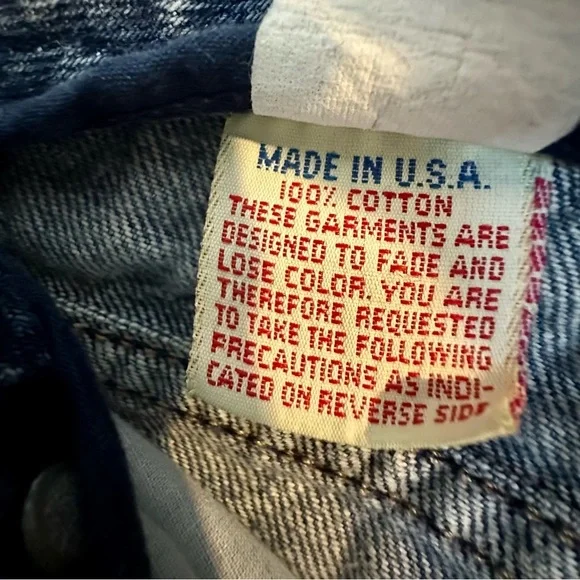 MADE IN U.S.A.
100% COTTON
THESE GARMENTS ARE
DESIGNED TO FADE AND
LOSE COLOR. YOU ARE
THEREFORE REQUESTED
TO TAKE THE FOLLOWING
PRECAUTIONS AS INDI-
CATED ON REVERSE SIDE